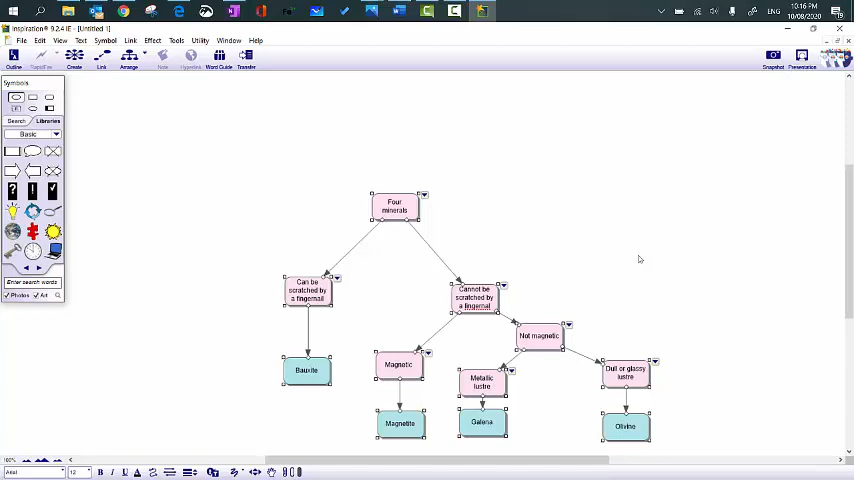 ENG
10:16 PM
10/08/2020
Inspiration® 9.2.4 IE - [Untitled 1]
File Edit View Text Symbol Link Effect Tools Utility Window Help
Outline RapidFire Create Link Arrange Note Hyperlink Word Guide Transfer Snapshot Presentation
Symbols
Search Libraries
Basic
Enter search words
Photos Art
Four
minerals
Can be
scratched by
a fingernail
Cannot be
scratched by
a fingernal
Not magnetic
Magnetic
Metallic
lustre
Dull or glassy
lustre
Bauxite
Magnetite
Galena
Olivine
100%
Arial 12 B I U A